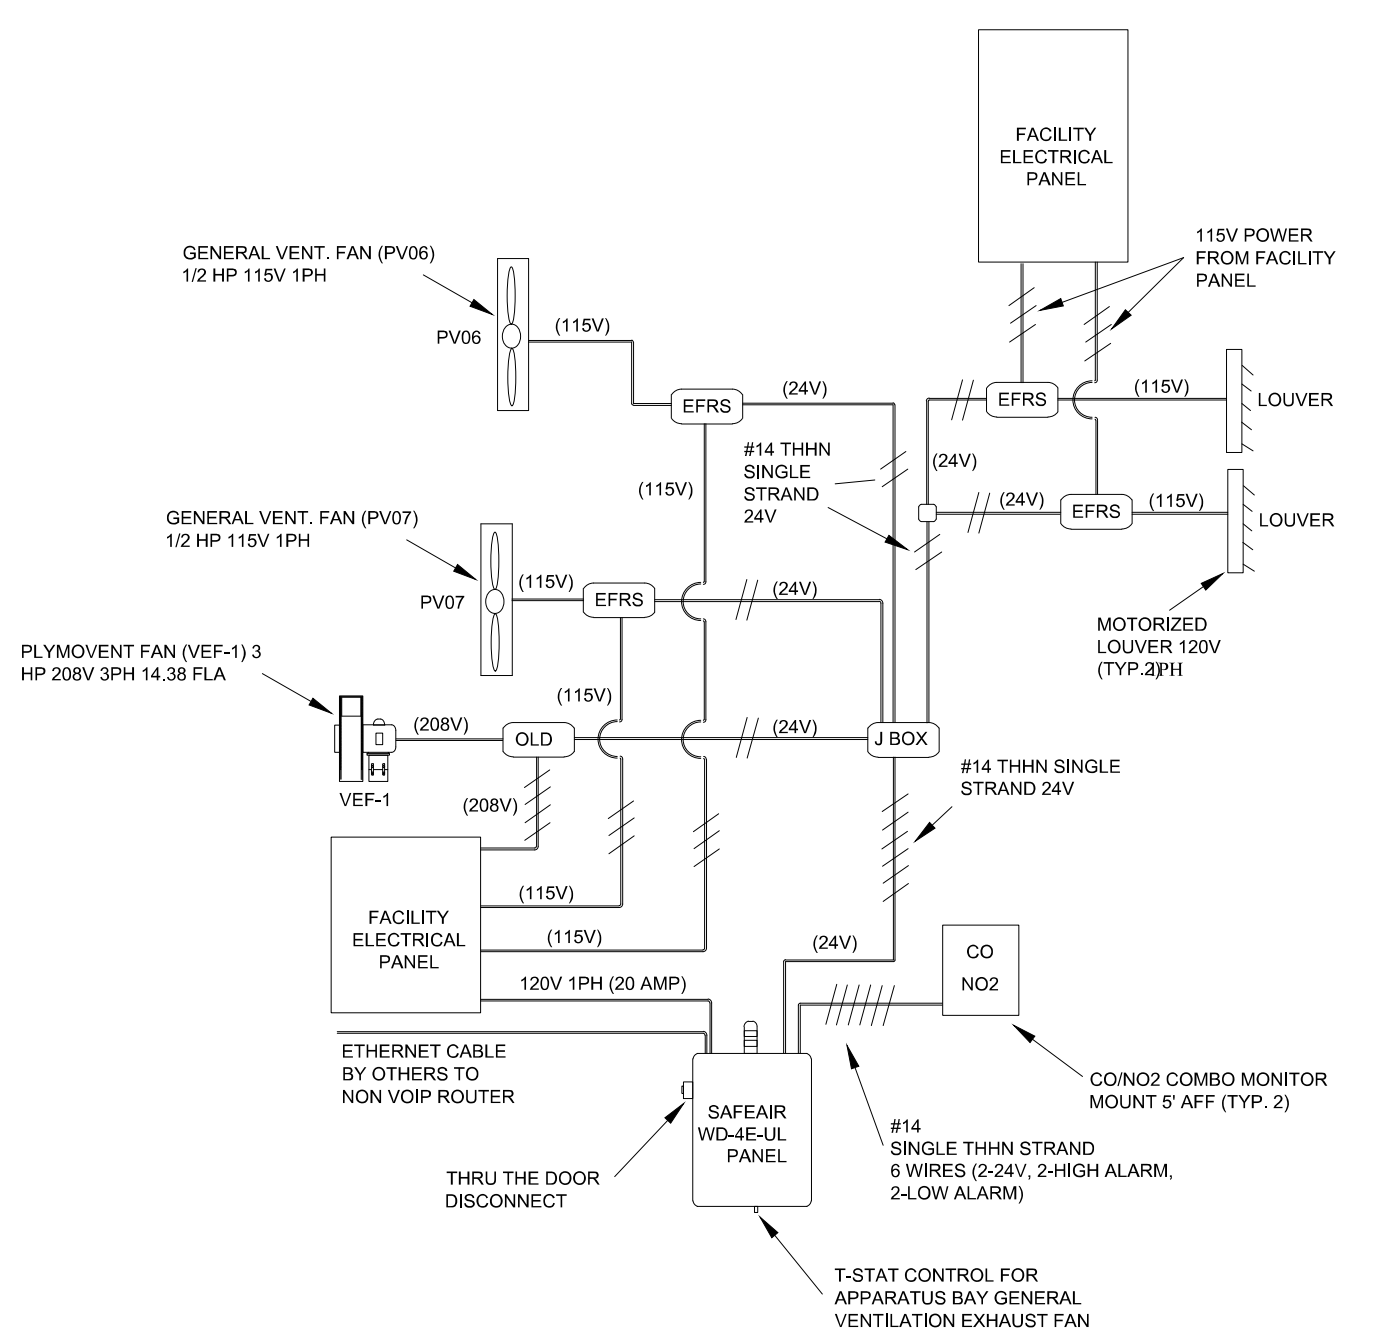 FACILITY
ELECTRICAL
PANEL
115V POWER
FROM FACILITY
PANEL
GENERAL VENT. FAN (PV06)
1/2 HP 115V 1PH
PV06
(115V)
EFRS
(24V)
EFRS
(115V)
LOUVER
#14 THHN
SINGLE
STRAND
24V
(24V)
(115V)
(24V)
EFRS
(115V)
LOUVER
GENERAL VENT. FAN (PV07)
1/2 HP 115V 1PH
PV07
(115V)
EFRS
(24V)
MOTORIZED
LOUVER 120V
(TYP.2)1PH
PLYMOVENT FAN (VEF-1) 3
HP 208V 3PH 14.38 FLA
(115V)
(208V)
OLD
(24V)
J BOX
VEF-1
(208V)
#14 THHN SINGLE
STRAND 24V
FACILITY
ELECTRICAL
PANEL
(115V)
(115V)
(24V)
120V 1PH (20 AMP)
CO
NO2
ETHERNET CABLE
BY OTHERS TO
NON VOIP ROUTER
CO/NO2 COMBO MONITOR
MOUNT 5' AFF (TYP. 2)
SAFEAIR
WD-4E-UL
PANEL
#14
SINGLE THHN STRAND
6 WIRES (2-24V, 2-HIGH ALARM,
2-LOW ALARM)
THRU THE DOOR
DISCONNECT
T-STAT CONTROL FOR
APPARATUS BAY GENERAL
VENTILATION EXHAUST FAN